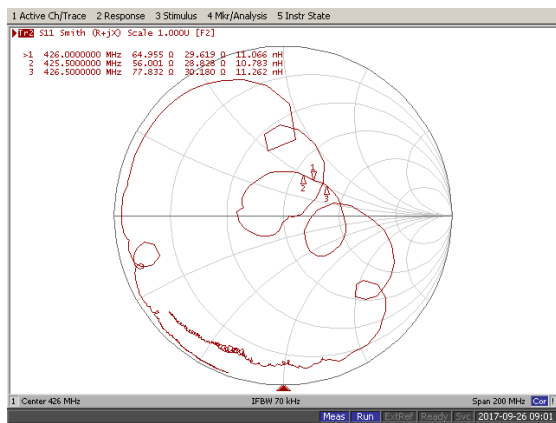 1 Active Ch/Trace 2 Response 3 Stimulus 4 Mkr/Analysis 5 Instr State
Tr2 S11 Smith (R+jX) Scale 1.000U [F2]
>1 426.0000000 MHz 64.955 Ω 29.619 Ω 11.066 nH
2 425.5000000 MHz 56.001 Ω 28.828 Ω 10.783 nH
3 426.5000000 MHz 77.832 Ω 30.180 Ω 11.262 nH
1
2
3
1 Center 426 MHz IFBW 70 kHz Span 200 MHz Cor !
Meas Run ExtRef Ready Svc 2017-09-26 09:01